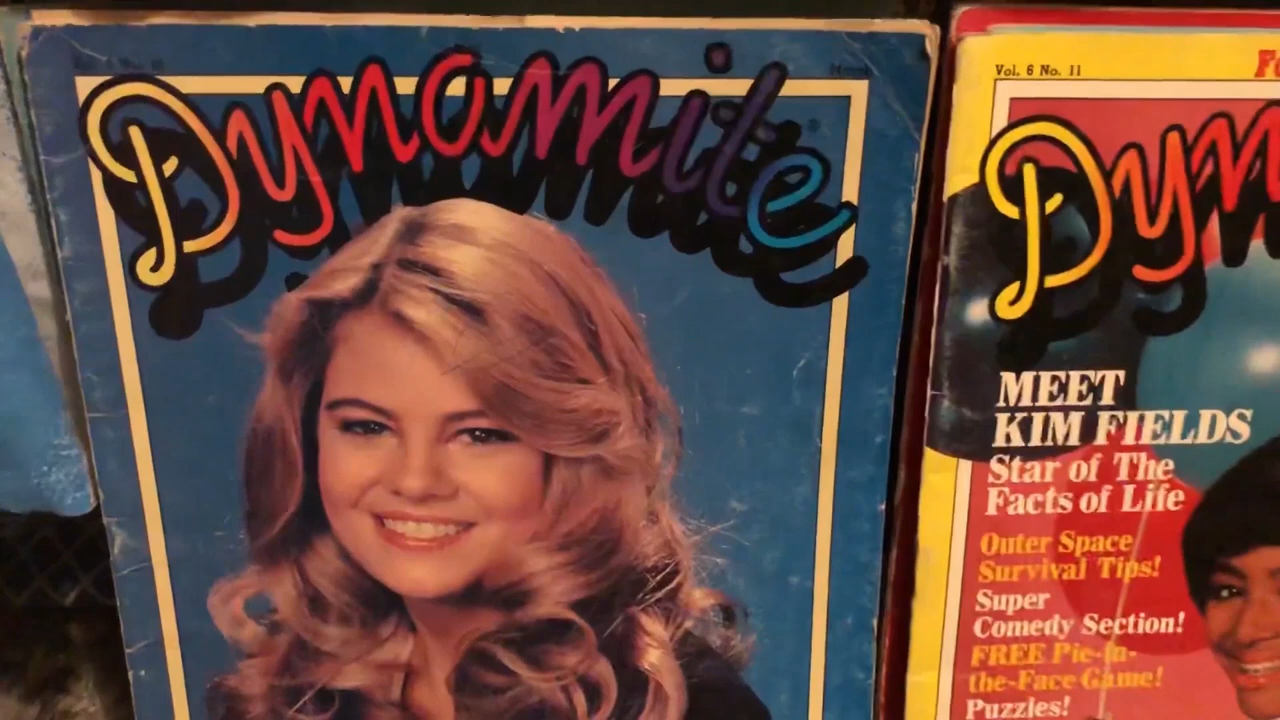 Dynamite
Vol. 6 No. 11
Dyn
MEET
KIM FIELDS
Star of The
Facts of Life
Outer Space
Survival Tips!
Super
Comedy Section!
FREE Pie-in-
the-Face Game!
Puzzles!